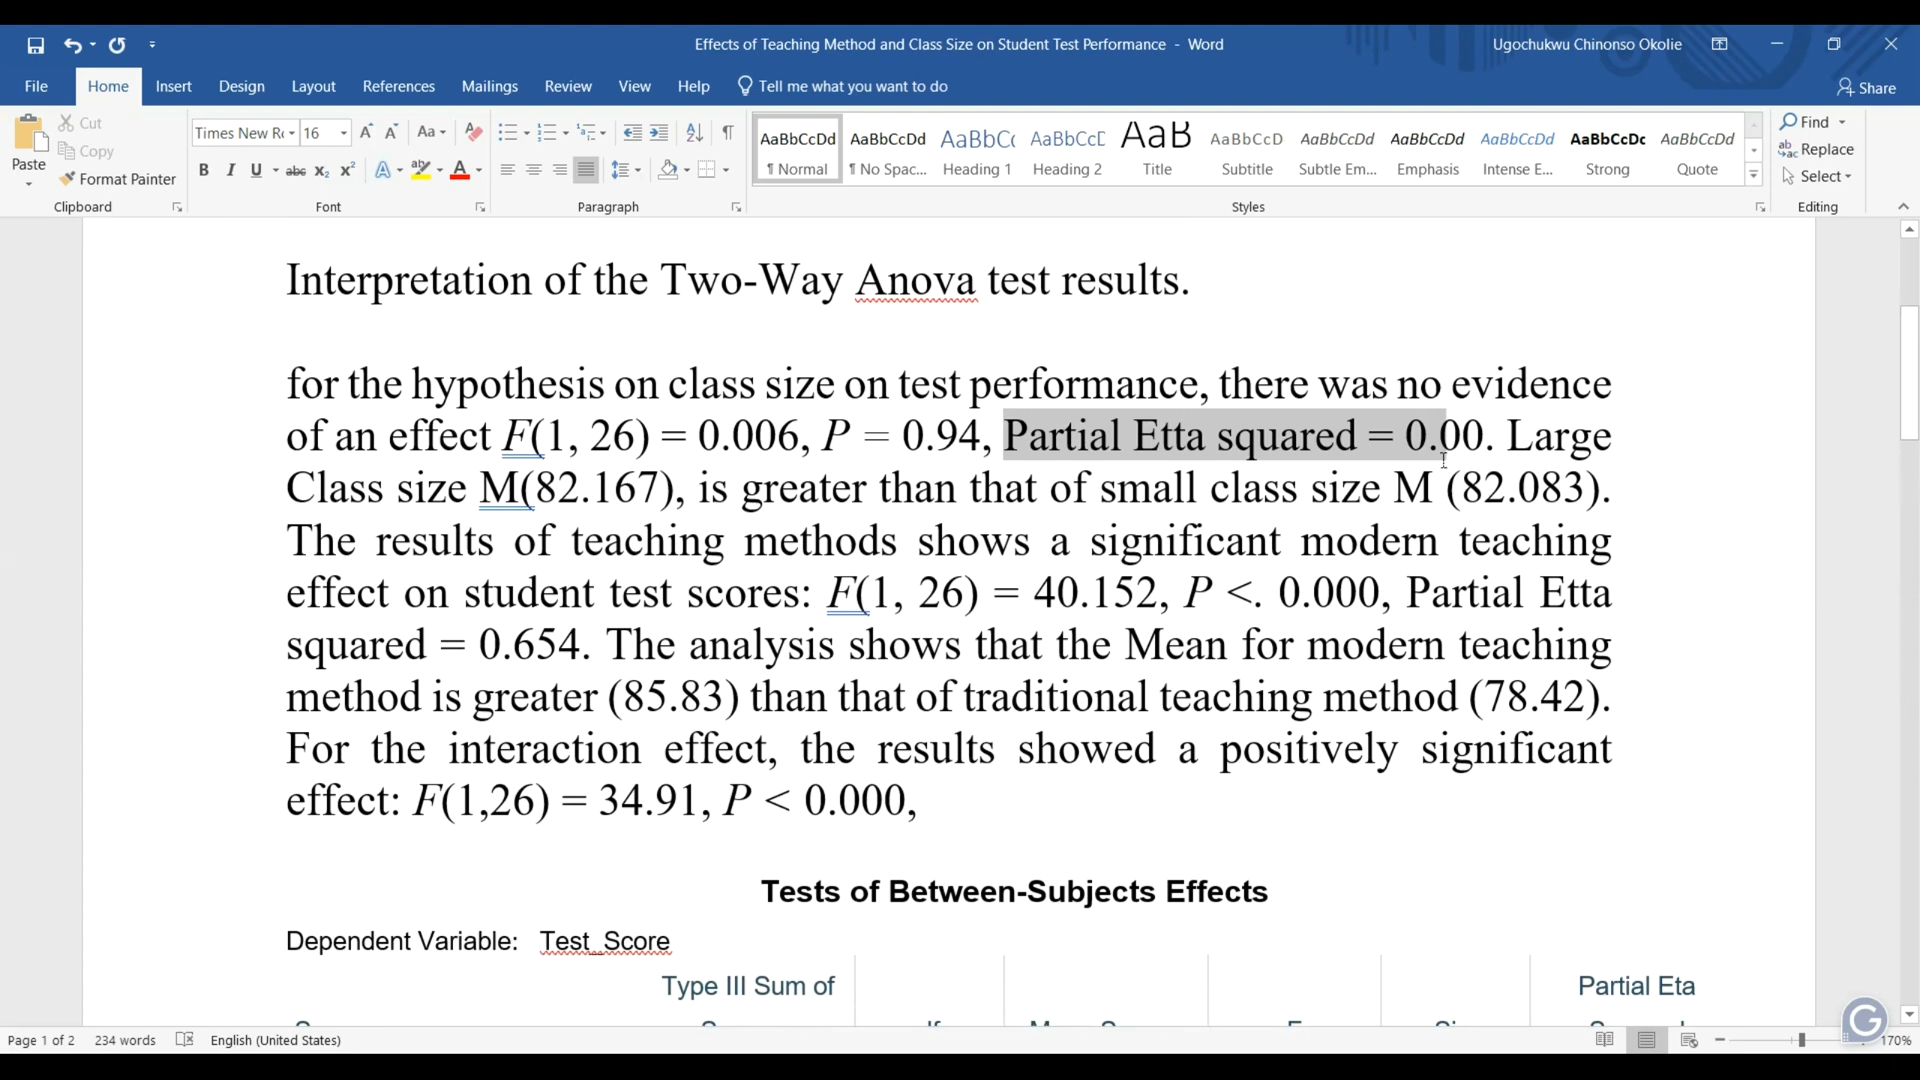 Effects of Teaching Method and Class Size on Student Test Performance - Word
Ugochukwu Chinonso Okolie
File Home Insert Design Layout References Mailings Review View Help Tell me what you want to do
Share
Paste
Cut
Copy
Format Painter
Clipboard
Times New R
16
Aa
B I U abc x₂ x²
Font
Paragraph
AaBbCcDd AaBbCcDd AaBbC AaBbCcD AaB AaBbCcD AaBbCcDd AaBbCcDd AaBbCcDd AaBbCcDc AaBbCcDd
¶ Normal ¶ No Spac... Heading 1 Heading 2 Title Subtitle Subtle Em... Emphasis Intense E... Strong Quote
Styles
Find
Replace
Select
Editing
Interpretation of the Two-Way Anova test results.
for the hypothesis on class size on test performance, there was no evidence
of an effect F(1, 26) = 0.006, P = 0.94, Partial Etta squared = 0.00. Large
Class size M(82.167), is greater than that of small class size M (82.083).
The results of teaching methods shows a significant modern teaching
effect on student test scores: F(1, 26) = 40.152, P <. 0.000, Partial Etta
squared = 0.654. The analysis shows that the Mean for modern teaching
method is greater (85.83) than that of traditional teaching method (78.42).
For the interaction effect, the results showed a positively significant
effect: F(1,26) = 34.91, P < 0.000,
Tests of Between-Subjects Effects
Dependent Variable: Test_Score
Type III Sum of
Partial Eta
Page 1 of 2 234 words English (United States)
170%